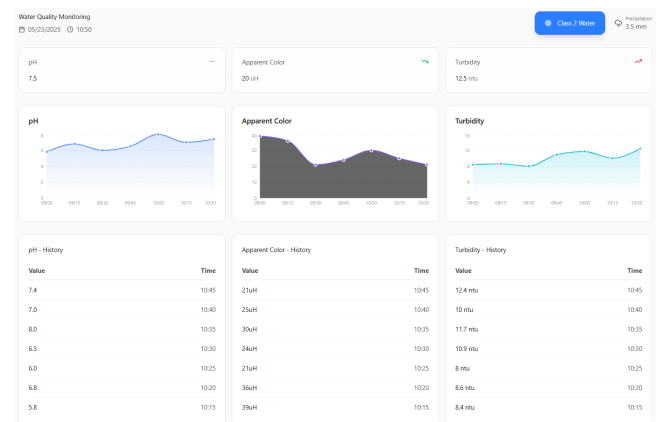 Water Quality Monitoring
05/23/2025 10:50
Class 2 Water
Precipitation
3.5 mm
pH
7.5
Apparent Color
20 uH
Turbidity
12.5 ntu
pH
8
6
4
2
0
09:00 09:15 09:30 09:45 10:00 10:15 10:30
Apparent Color
40
30
20
10
0
09:00 09:15 09:30 09:45 10:00 10:15 10:30
Turbidity
16
12
8
4
0
09:00 09:15 09:30 09:45 10:00 10:15 10:30
pH - History
Value Time
7.4 10:45
7.0 10:40
8.0 10:35
6.5 10:30
6.0 10:25
6.8 10:20
5.8 10:15
Apparent Color - History
Value Time
21uH 10:45
25uH 10:40
30uH 10:35
24uH 10:30
21uH 10:25
36uH 10:20
39uH 10:15
Turbidity - History
Value Time
12.4 ntu 10:45
10 ntu 10:40
11.7 ntu 10:35
10.9 ntu 10:30
8 ntu 10:25
8.6 ntu 10:20
8.4 ntu 10:15